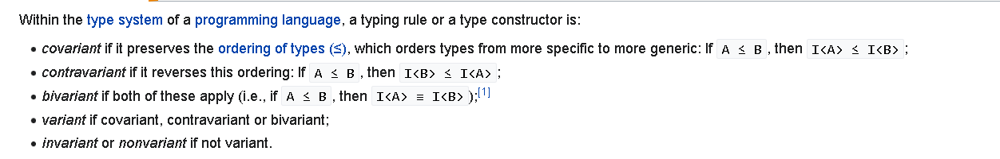 Within the type system of a programming language, a typing rule or a type constructor is:
• covariant if it preserves the ordering of types (≤), which orders types from more specific to more generic: If A ≤ B , then I<A> ≤ I<B> ;
• contravariant if it reverses this ordering: If A ≤ B , then I<B> ≤ I<A> ;
• bivariant if both of these apply (i.e., if A ≤ B , then I<A> ≡ I<B> );[1]
• variant if covariant, contravariant or bivariant;
• invariant or nonvariant if not variant.